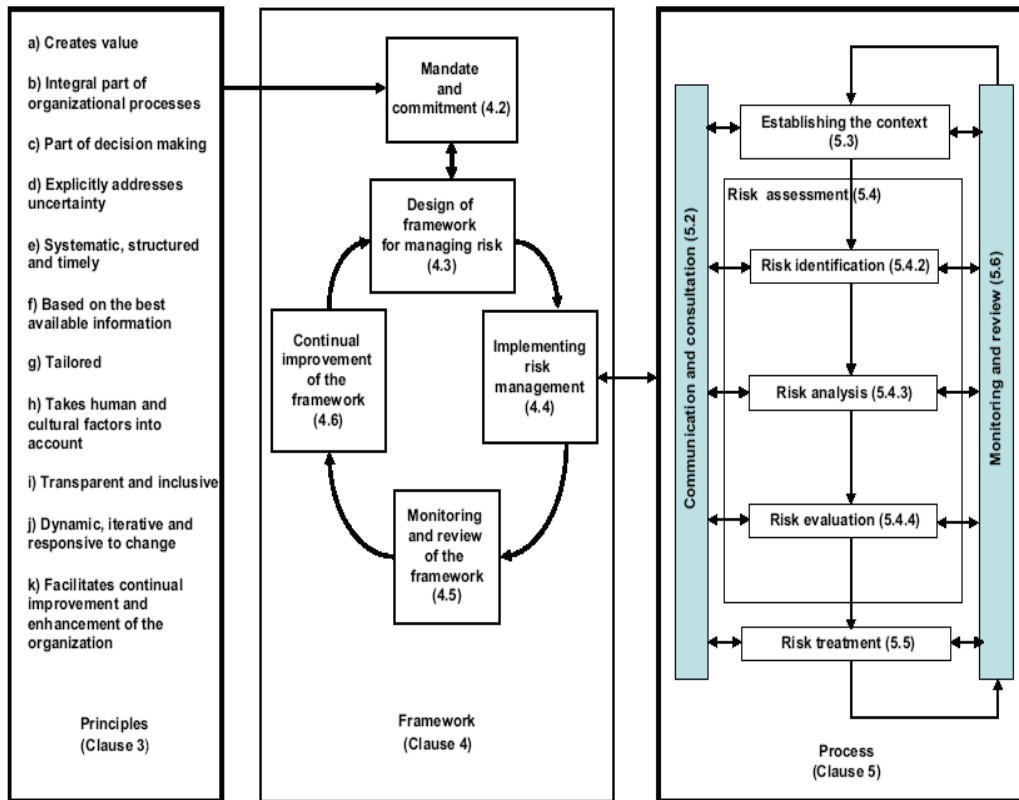 a) Creates value
b) Integral part of
organizational processes
c) Part of decision making
d) Explicitly addresses
uncertainty
e) Systematic, structured
and timely
f) Based on the best
available information
g) Tailored
h) Takes human and
cultural factors into
account
i) Transparent and inclusive
j) Dynamic, iterative and
responsive to change
k) Facilitates continual
improvement and
enhancement of the
organization
Principles
(Clause 3)
Mandate
and
commitment (4.2)
Design of
framework
for managing risk
(4.3)
Implementing
risk
management
(4.4)
Monitoring
and review
of the
framework
(4.5)
Continual
improvement
of the
framework
(4.6)
Framework
(Clause 4)
Communication and consultation (5.2)
Establishing the context
(5.3)
Risk assessment (5.4)
Risk identification (5.4.2)
Risk analysis (5.4.3)
Risk evaluation (5.4.4)
Risk treatment (5.5)
Monitoring and review (5.6)
Process
(Clause 5)